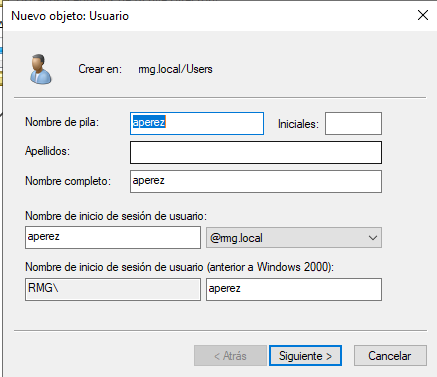 Nuevo objeto: Usuario
Crear en: rmg.local/Users
Nombre de pila: aperez Iniciales:
Apellidos:
Nombre completo: aperez
Nombre de inicio de sesión de usuario:
aperez @rmg.local
Nombre de inicio de sesión de usuario (anterior a Windows 2000):
RMG\ aperez
< Atrás Siguiente > Cancelar